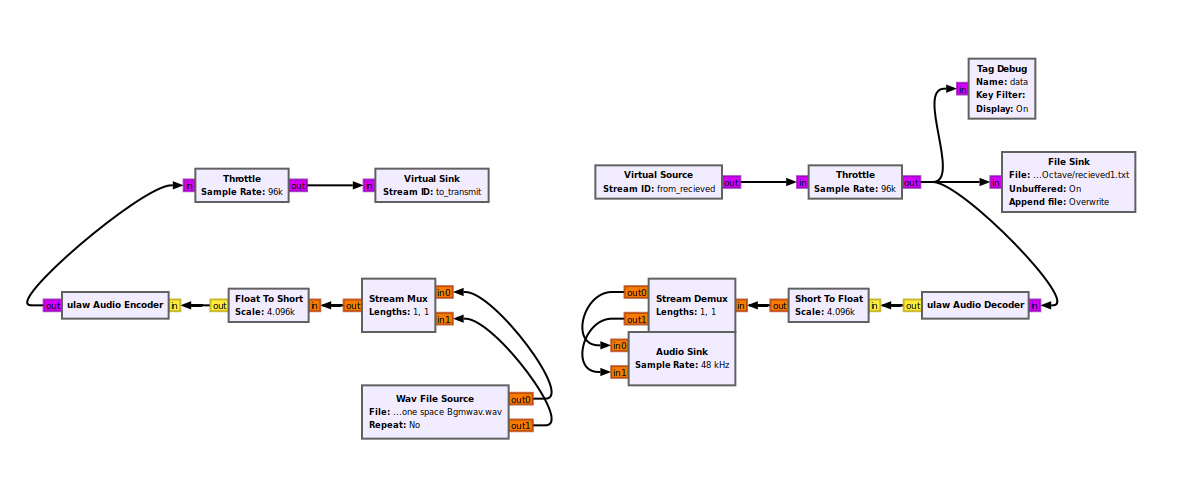 Tag Debug
Name: data
Key Filter:
Display: On
in
Throttle
Sample Rate: 96k
in
out
Virtual Sink
Stream ID: to_transmit
in
Virtual Source
Stream ID: from_recieved
out
Throttle
Sample Rate: 96k
in
out
File Sink
File: ...Octave/recieved1.txt
Unbuffered: On
Append file: Overwrite
in
out
ulaw Audio Encoder
in
out
Float To Short
Scale: 4.096k
in
out
Stream Mux
Lengths: 1, 1
in0
in1
out0
out1
Stream Demux
Lengths: 1, 1
in
out
Short To Float
Scale: 4.096k
in
out
ulaw Audio Decoder
in
in0
in1
Audio Sink
Sample Rate: 48 kHz
Wav File Source
File: ...one space Bgmwav.wav
Repeat: No
out0
out1